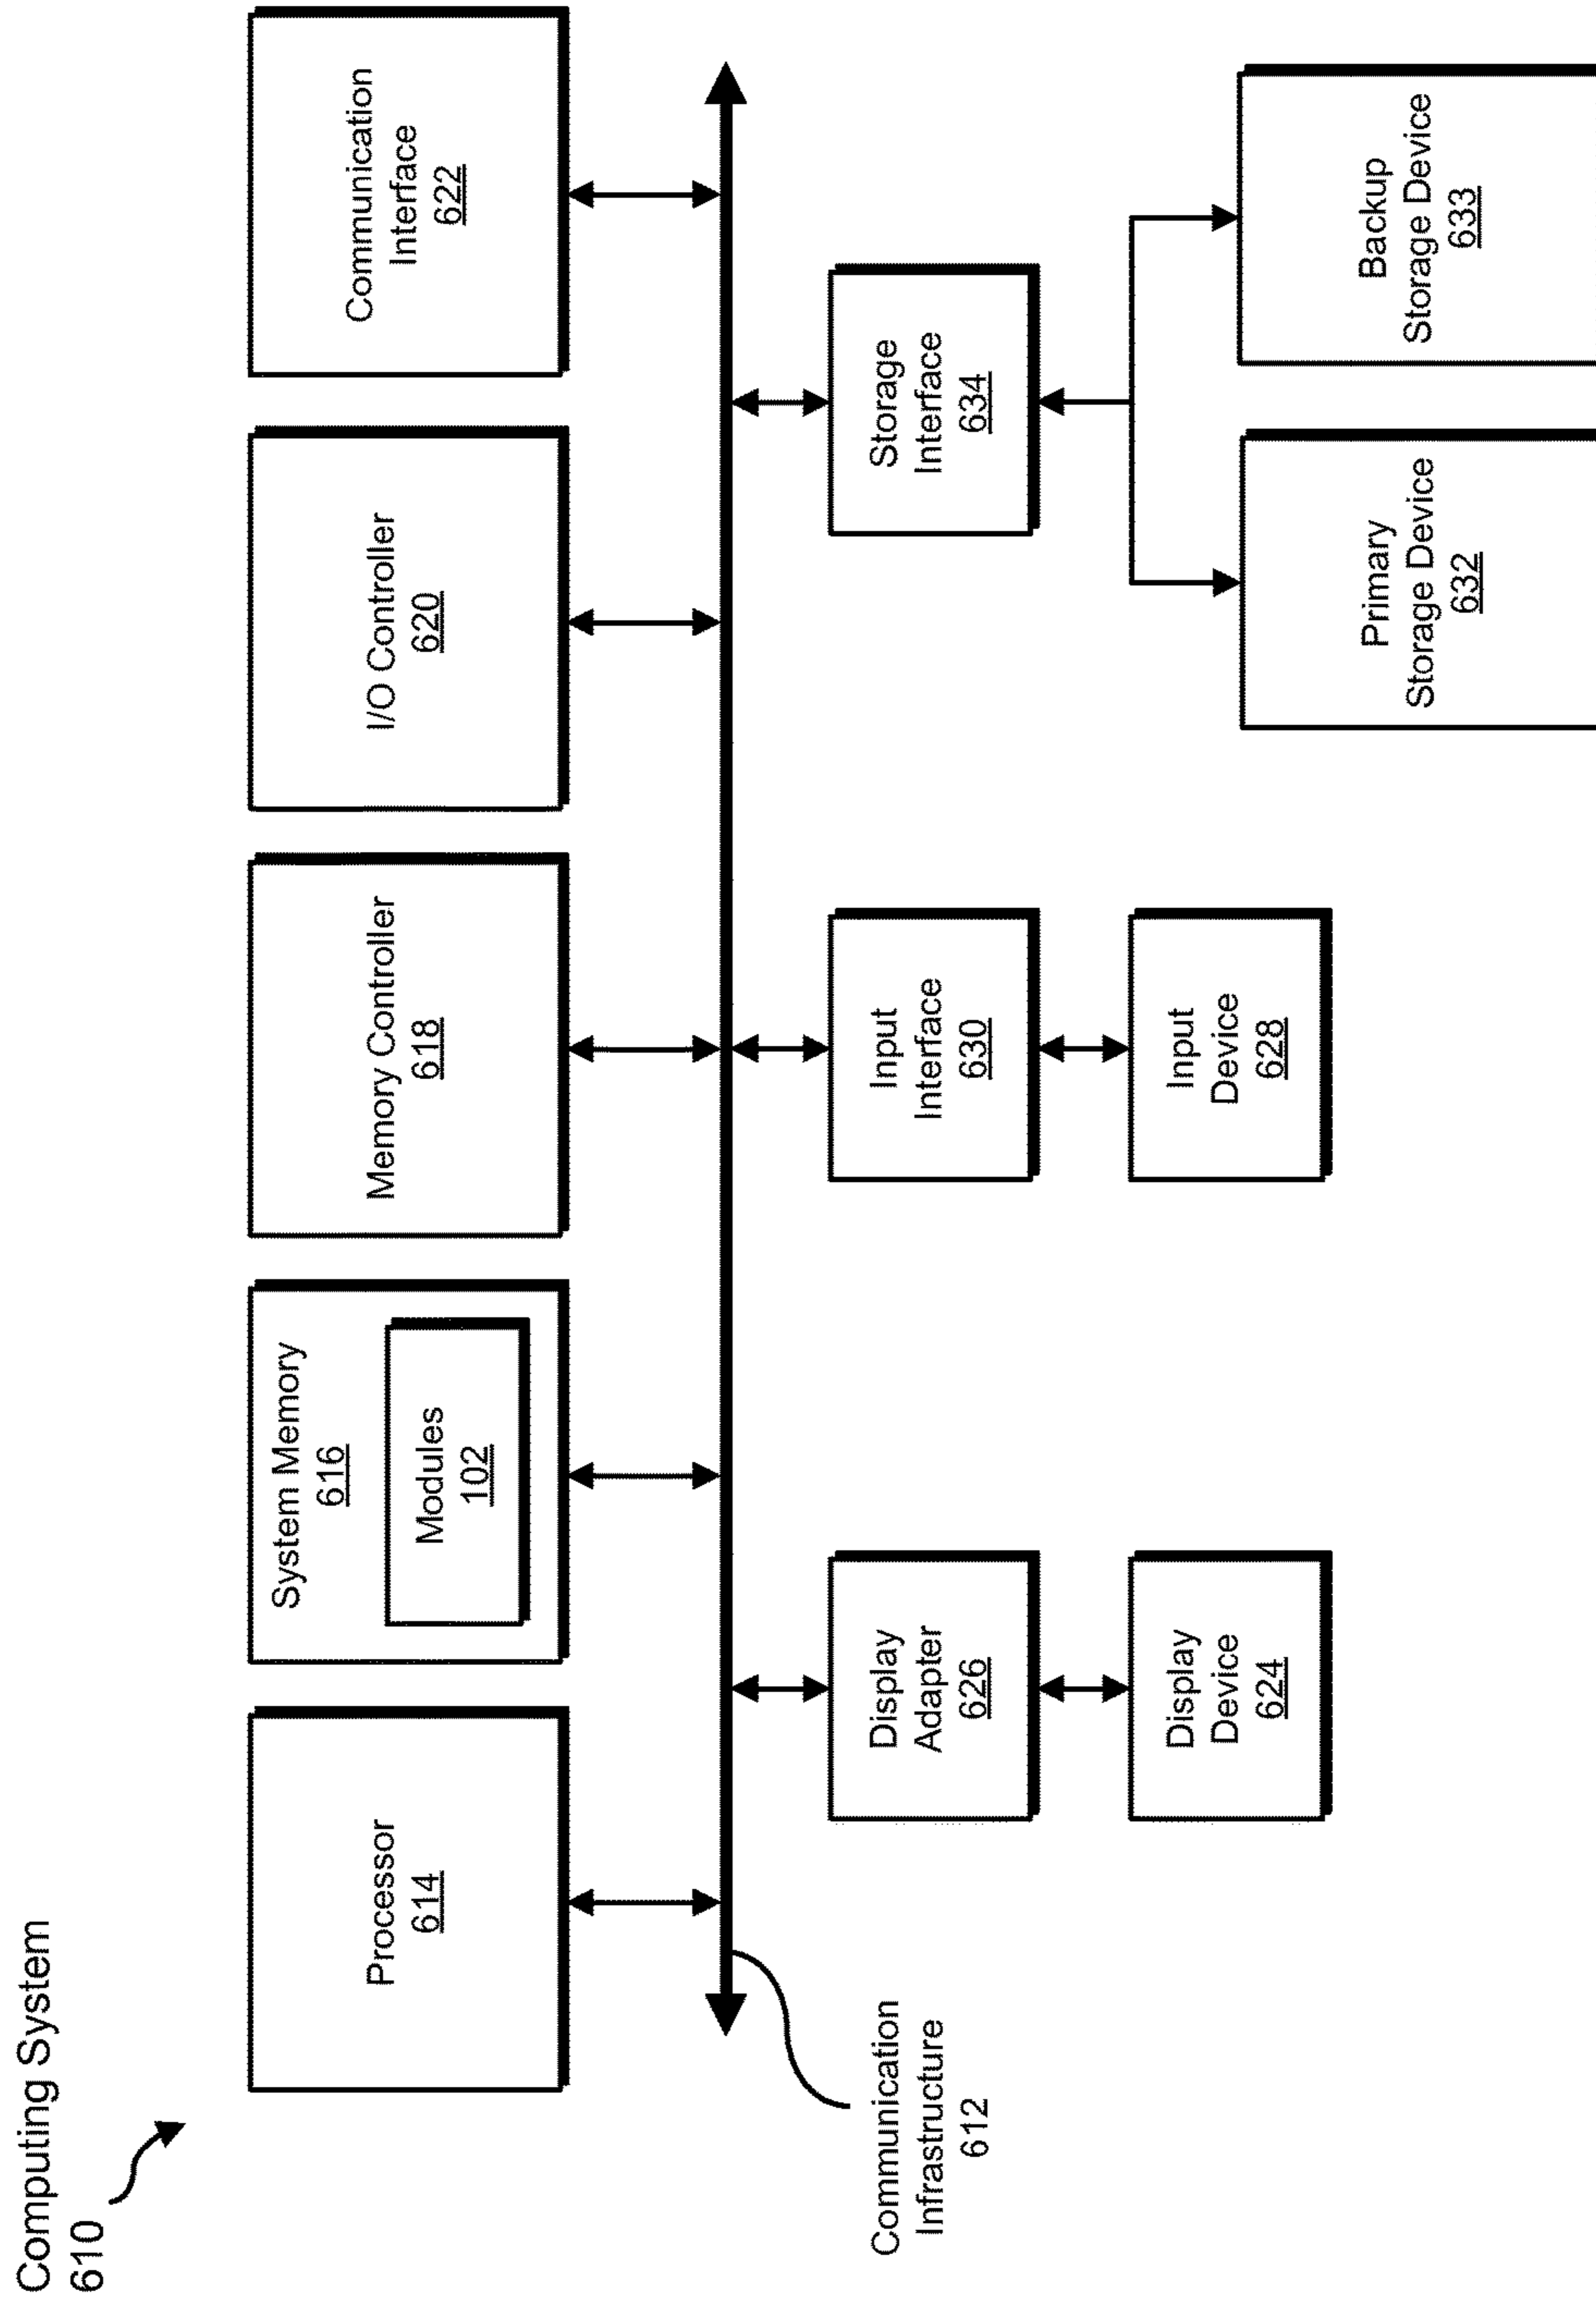 Computing System
610
Processor
614
System Memory
616
Modules
102
Memory Controller
618
I/O Controller
620
Communication
Interface
622
Communication
Infrastructure
612
Display
Adapter
626
Input
Interface
630
Storage
Interface
634
Display
Device
624
Input
Device
628
Primary
Storage Device
632
Backup
Storage Device
633